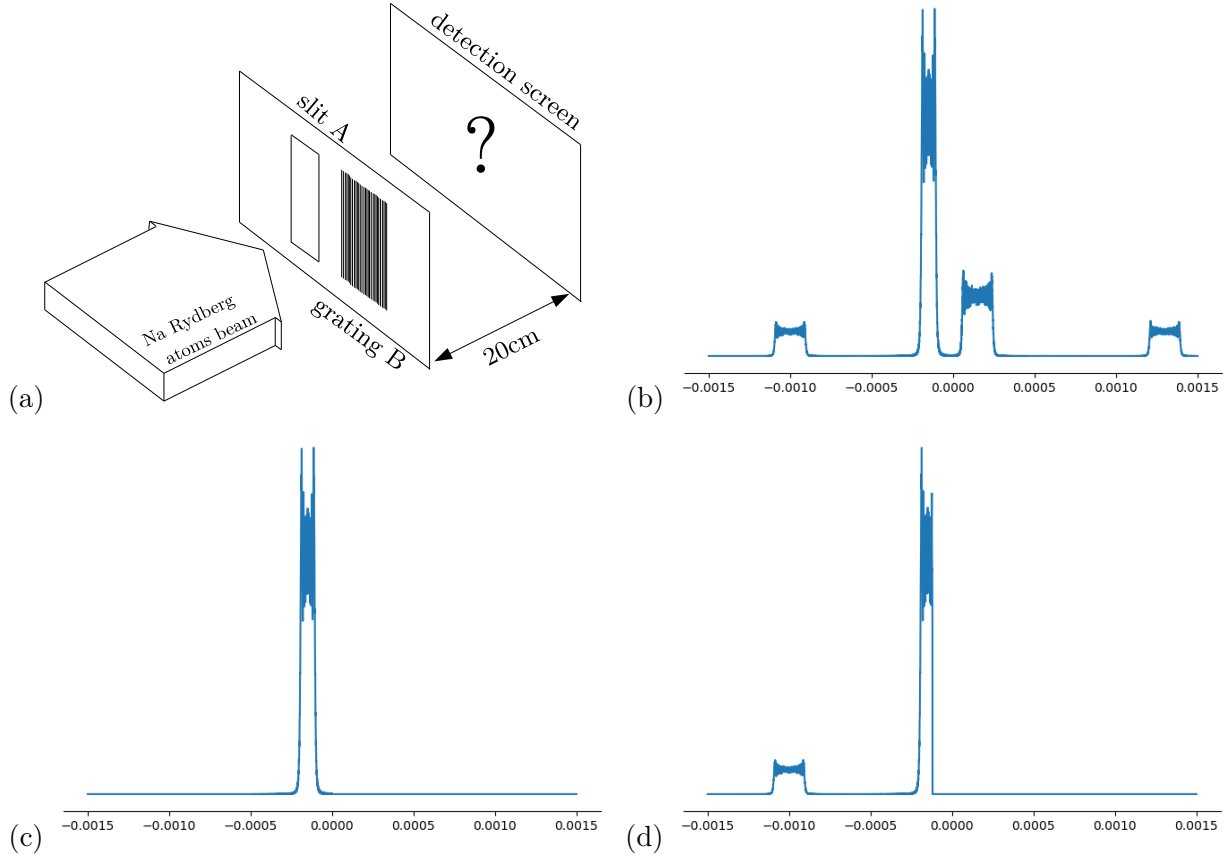 detection screen
slit A
?
Na Rydberg
atoms beam
grating B
20cm
(a)
−0.0015 −0.0010 −0.0005 0.0000 0.0005 0.0010 0.0015
(b)
−0.0015 −0.0010 −0.0005 0.0000 0.0005 0.0010 0.0015
(c)
−0.0015 −0.0010 −0.0005 0.0000 0.0005 0.0010 0.0015
(d)